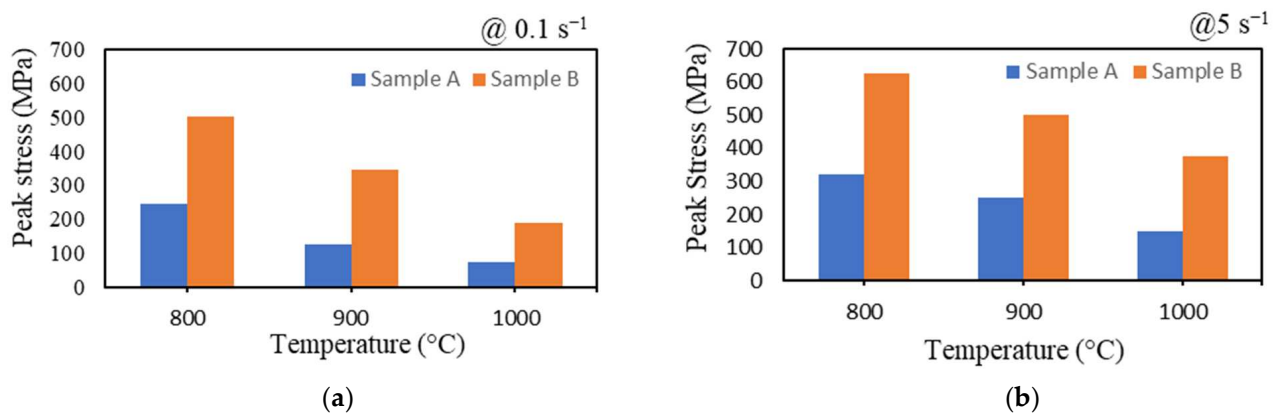 @ 0.1 s⁻¹
Peak stress (MPa)
700
600
500
400
300
200
100
0
Sample A Sample B
800 900 1000
Temperature (°C)
(a)
@5 s⁻¹
Peak Stress (MPa)
700
600
500
400
300
200
100
0
Sample A Sample B
800 900 1000
Temperature (°C)
(b)